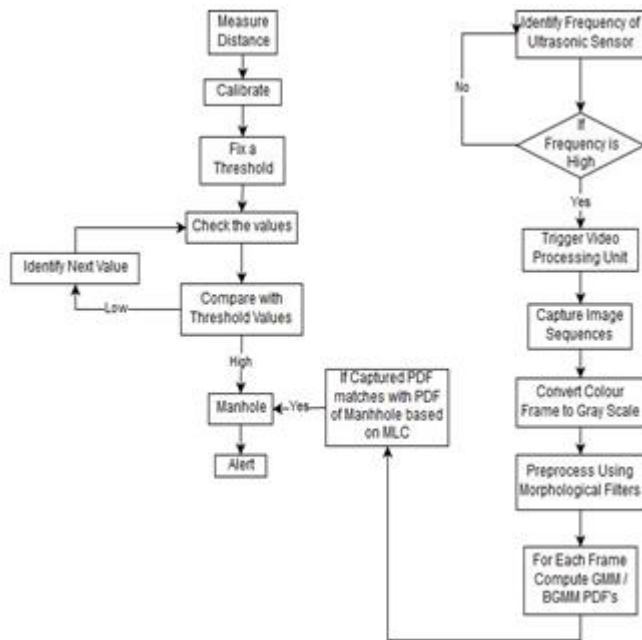 Measure
Distance
Calibrate
Fix a
Threshold
Check the values
Identify Next Value
Compare with
Threshold Values
Low
High
Manhole
Alert
Yes
If Captured PDF
matches with PDF
of Manhhole based
on MLC
Identify Frequency of
Ultrasonic Sensor
No
If
Frequency is
High
Yes
Trigger Video
Processing Unit
Capture Image
Sequences
Convert Colour
Frame to Gray Scale
Preprocess Using
Morphological Filters
For Each Frame
Compute GMM /
BGMM PDF's